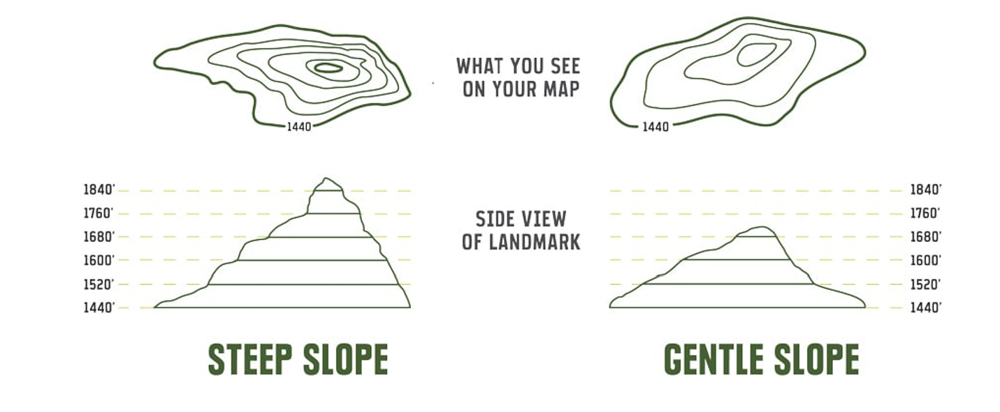 WHAT YOU SEE
ON YOUR MAP
1440
1440
1840'
1760'
1680'
1600'
1520'
1440'
SIDE VIEW
OF LANDMARK
1840'
1760'
1680'
1600'
1520'
1440'
STEEP SLOPE
GENTLE SLOPE